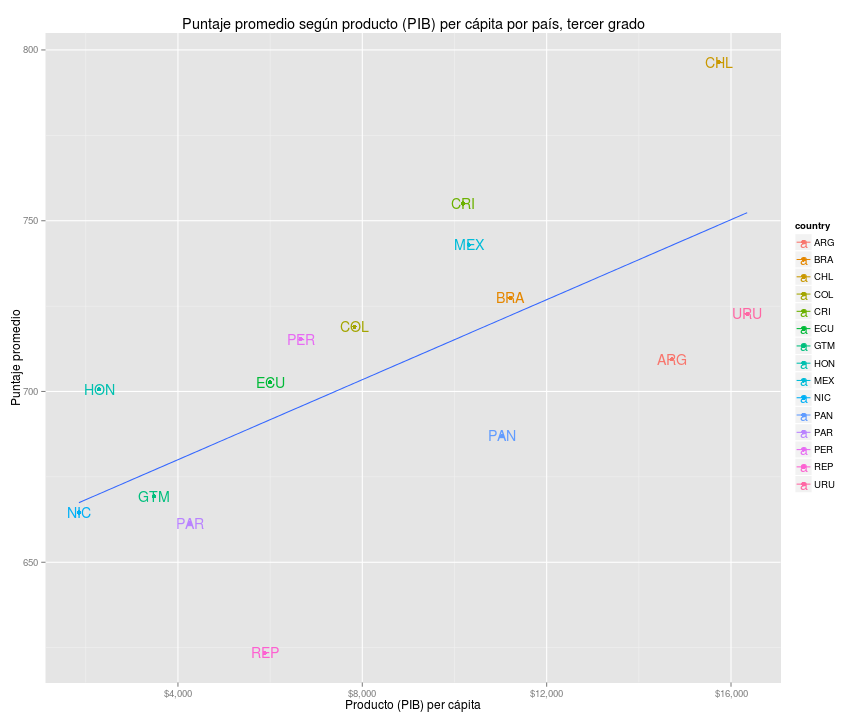 Puntaje promedio según producto (PIB) per cápita por país, tercer grado
800
750
700
650
Puntaje promedio
CHL
CRI
MEX
BRA
URU
COL
PER
ARG
ECU
HON
PAN
GTM
NIC
PAR
REP
$4,000
$8,000
$12,000
$16,000
Producto (PIB) per cápita
country
a ARG
a BRA
a CHL
a COL
a CRI
a ECU
a GTM
a HON
a MEX
a NIC
a PAN
a PAR
a PER
a REP
a URU